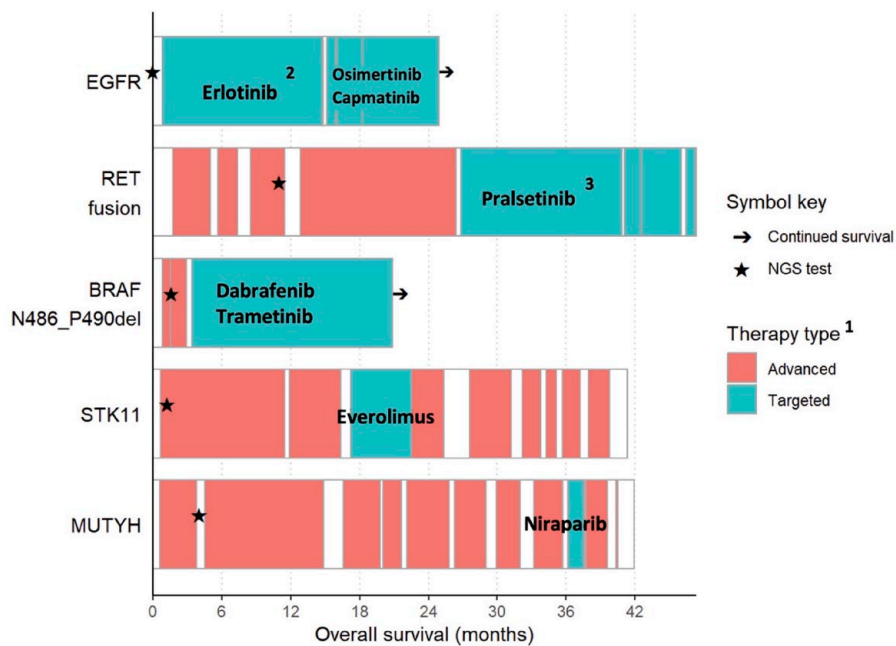 EGFR
Erlotinib 2
Osimertinib
Capmatinib
RET
fusion
Pralsetinib 3
BRAF
N486_P490del
Dabrafenib
Trametinib
STK11
Everolimus
MUTYH
Niraparib
0 6 12 18 24 30 36 42
Overall survival (months)
Symbol key
Continued survival
NGS test
Therapy type 1
Advanced
Targeted